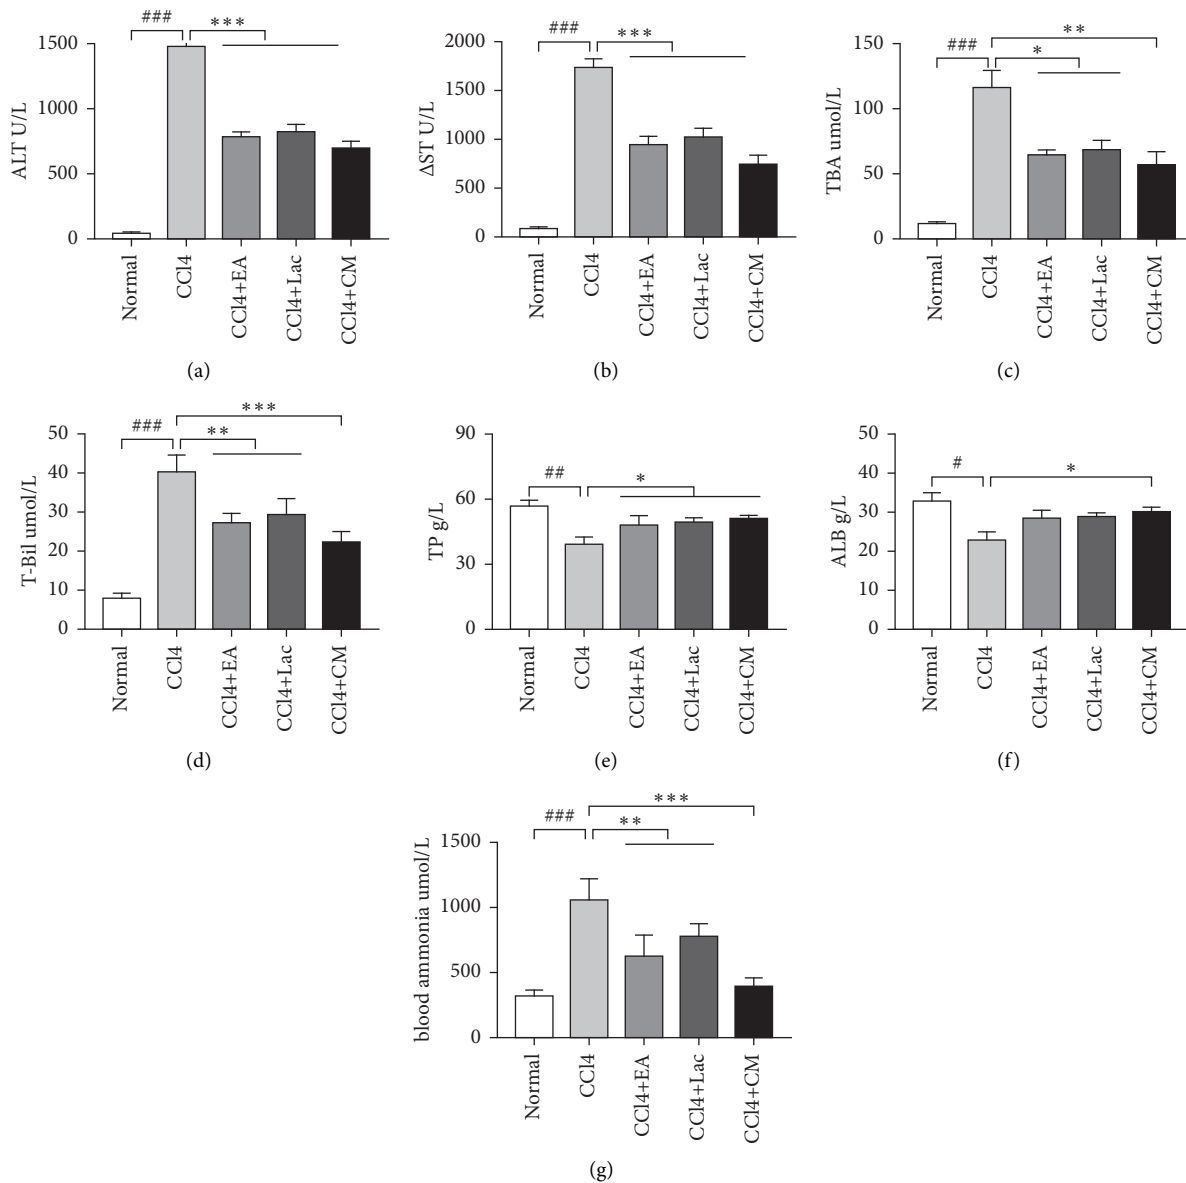 ### ***
1500
1000
500
0
ALT U/L
Normal
CCl4
CCl4+EA
CCl4+Lac
CCl4+CM
(a)
### ***
2000
1500
1000
500
0
ΔST U/L
Normal
CCl4
CCl4+EA
CCl4+Lac
CCl4+CM
(b)
**
### *
150
100
50
0
TBA umol/L
Normal
CCl4
CCl4+EA
CCl4+Lac
CCl4+CM
(c)
***
### **
50
40
30
20
10
0
T-Bil umol/L
Normal
CCl4
CCl4+EA
CCl4+Lac
CCl4+CM
(d)
## *
90
60
30
0
TP g/L
Normal
CCl4
CCl4+EA
CCl4+Lac
CCl4+CM
(e)
# *
50
40
30
20
10
0
ALB g/L
Normal
CCl4
CCl4+EA
CCl4+Lac
CCl4+CM
(f)
***
### **
1500
1000
500
0
blood ammonia umol/L
Normal
CCl4
CCl4+EA
CCl4+Lac
CCl4+CM
(g)